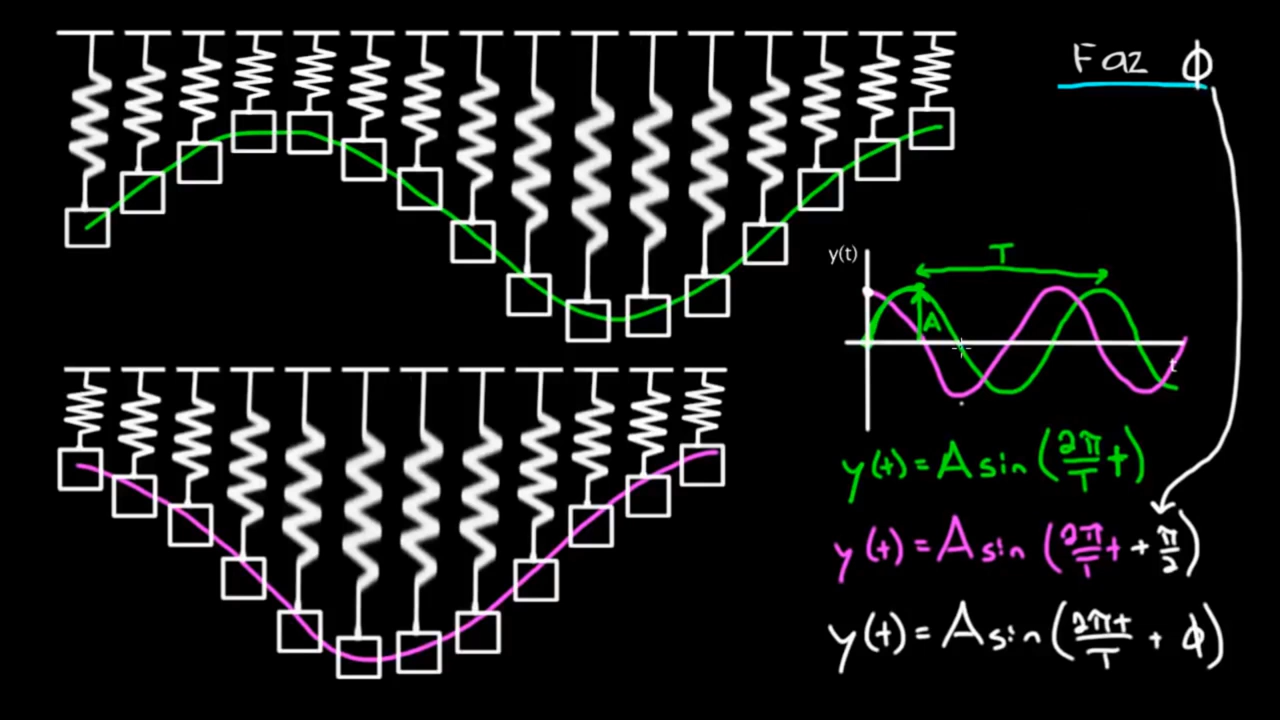 Faz ϕ
y(t)
T
A
t
y(t) = A sin (2π/T t)
y(t) = A sin (2π/T t + π/2)
y(t) = A sin (2πt/T + ϕ)